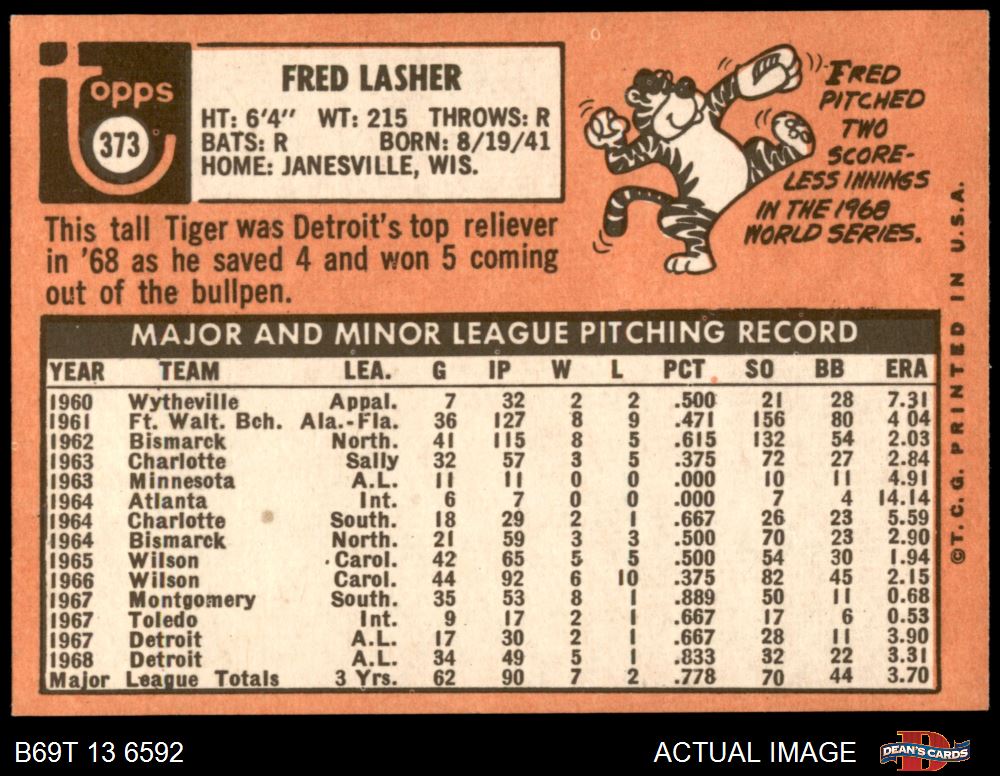 topps
373
FRED LASHER
HT: 6'4" WT: 215 THROWS: R
BATS: R BORN: 8/19/41
HOME: JANESVILLE, WIS.
FRED
PITCHED
TWO
SCORE-
LESS INNINGS
IN THE 1968
WORLD SERIES.
This tall Tiger was Detroit's top reliever
in '68 as he saved 4 and won 5 coming
out of the bullpen.
MAJOR AND MINOR LEAGUE PITCHING RECORD
YEAR TEAM LEA. G IP W L PCT SO BB ERA
1960 Wytheville Appal. 7 32 2 2 .500 21 28 7.31
1961 Ft. Walt. Bch. Ala.-Fla. 36 127 8 9 .471 156 80 4 04
1962 Bismarck North. 41 115 8 5 .615 132 54 2.03
1963 Charlotte Sally 32 57 3 5 .375 72 27 2.84
1963 Minnesota A.L. 11 11 0 0 .000 10 11 4.91
1964 Atlanta Int. 6 7 0 0 .000 7 4 14.14
1964 Charlotte South. 18 29 2 1 .667 26 23 5.59
1964 Bismarck North. 21 59 3 3 .500 70 23 2.90
1965 Wilson Carol. 42 65 5 5 .500 54 30 1.94
1966 Wilson Carol. 44 92 6 10 .375 82 45 2.15
1967 Montgomery South. 35 53 8 1 .889 50 11 0.68
1967 Toledo Int. 9 17 2 1 .667 17 6 0.53
1967 Detroit A.L. 17 30 2 1 .667 28 11 3.90
1968 Detroit A.L. 34 49 5 1 .833 32 22 3.31
Major League Totals 3 Yrs. 62 90 7 2 .778 70 44 3.70
©T. C. G. PRINTED IN U.S.A.
B69T 13 6592
ACTUAL IMAGE
D
DEAN'S CARDS